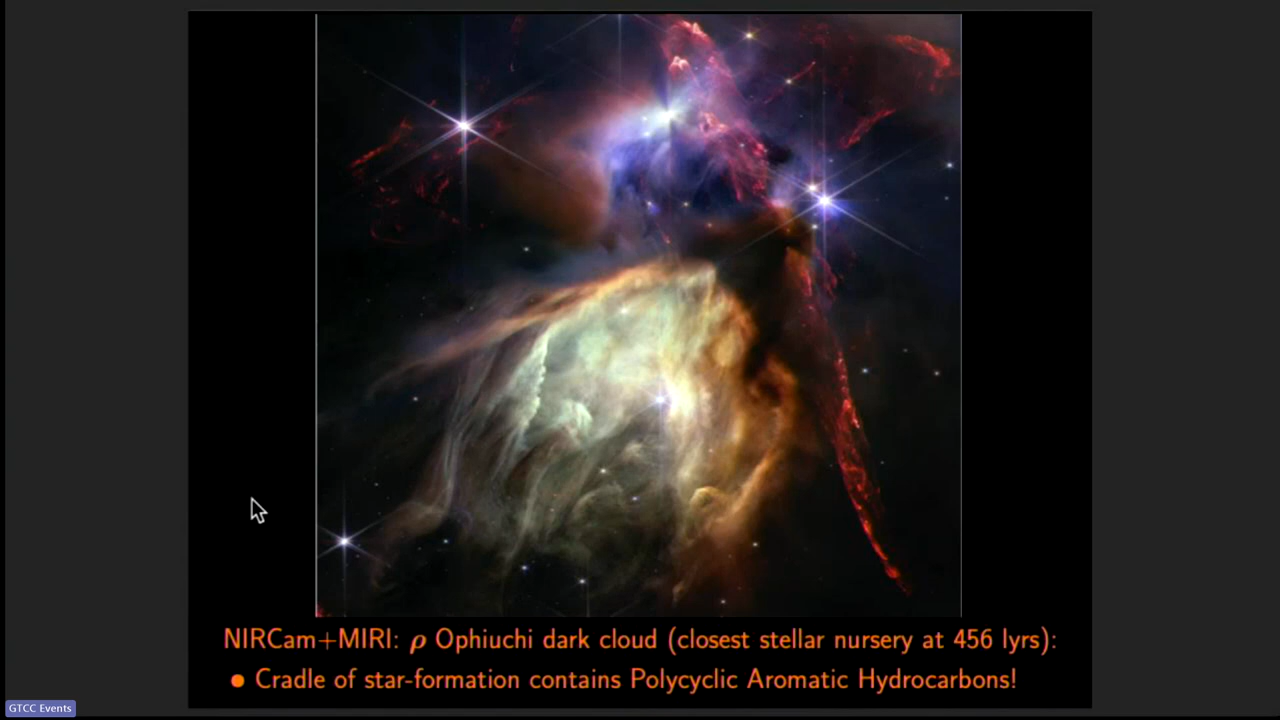 NIRCam+MIRI: ρ Ophiuchi dark cloud (closest stellar nursery at 456 lyrs):
• Cradle of star-formation contains Polycyclic Aromatic Hydrocarbons!
GTCC Events